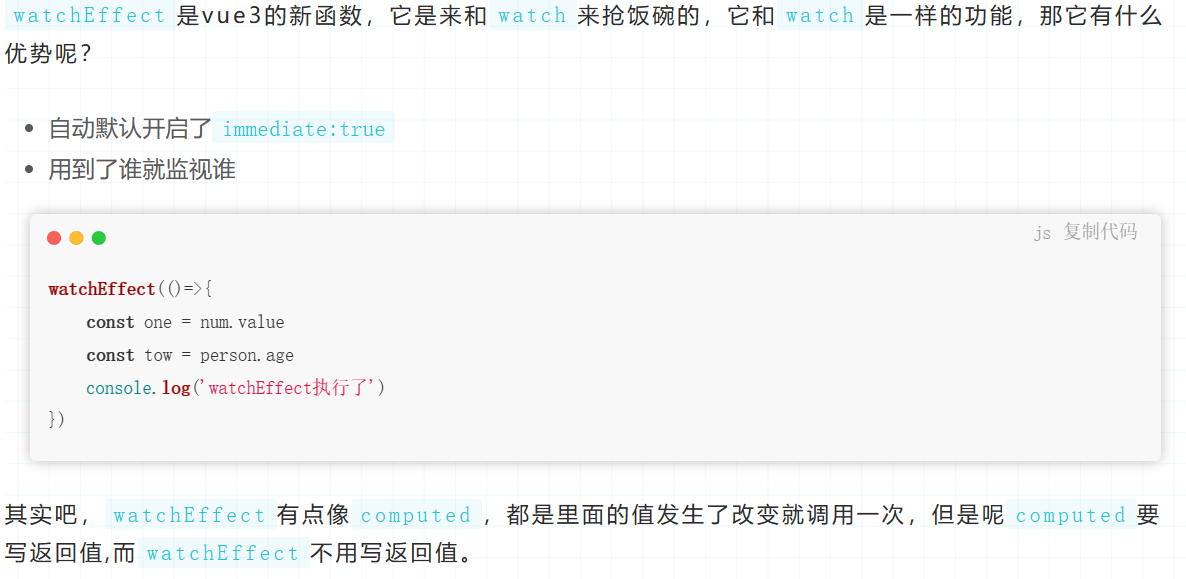 watchEffect 是vue3的新函数，它是来和 watch 来抢饭碗的，它和 watch 是一样的功能，那它有什么
优势呢？
自动默认开启了 immediate:true
用到了谁就监视谁
js 复制代码
watchEffect(()=>{
    const one = num.value
    const tow = person.age
    console.log('watchEffect执行了')
})
其实吧， watchEffect 有点像 computed ，都是里面的值发生了改变就调用一次，但是呢 computed 要
写返回值,而 watchEffect 不用写返回值。